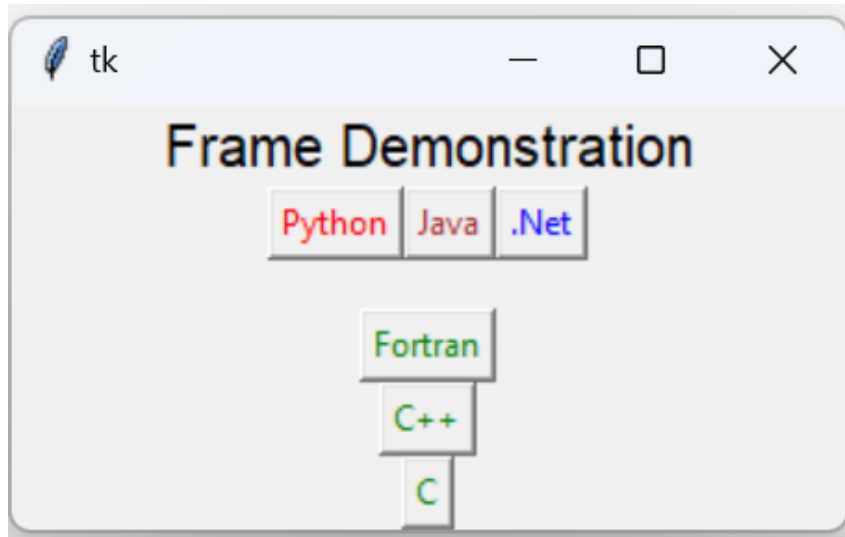 tk
Frame Demonstration
Python Java .Net
Fortran
C++
C